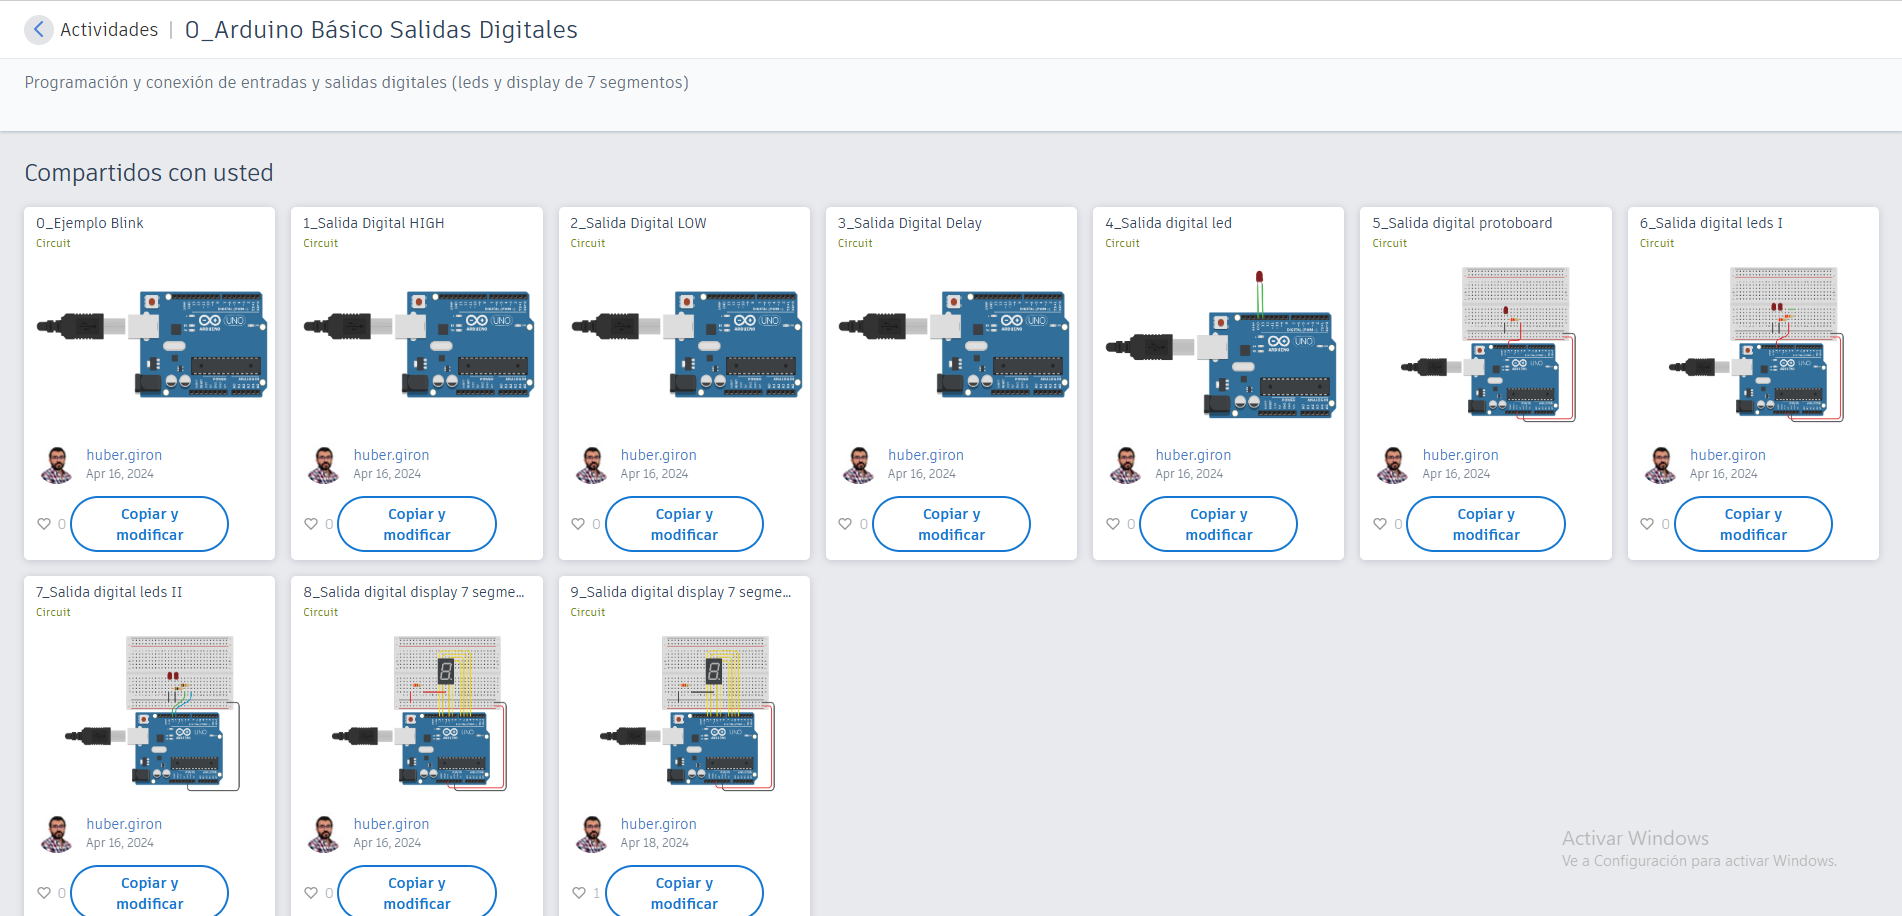 Actividades | 0_Arduino Básico Salidas Digitales
Programación y conexión de entradas y salidas digitales (leds y display de 7 segmentos)
Compartidos con usted
0_Ejemplo Blink
Circuit
huber.giron
Apr 16, 2024
0
Copiar y
modificar
1_Salida Digital HIGH
Circuit
huber.giron
Apr 16, 2024
0
Copiar y
modificar
2_Salida Digital LOW
Circuit
huber.giron
Apr 16, 2024
0
Copiar y
modificar
3_Salida Digital Delay
Circuit
huber.giron
Apr 16, 2024
0
Copiar y
modificar
4_Salida digital led
Circuit
huber.giron
Apr 16, 2024
0
Copiar y
modificar
5_Salida digital protoboard
Circuit
huber.giron
Apr 16, 2024
0
Copiar y
modificar
6_Salida digital leds I
Circuit
huber.giron
Apr 16, 2024
0
Copiar y
modificar
7_Salida digital leds II
Circuit
huber.giron
Apr 16, 2024
0
Copiar y
modificar
8_Salida digital display 7 segme...
Circuit
huber.giron
Apr 16, 2024
0
Copiar y
modificar
9_Salida digital display 7 segme...
Circuit
huber.giron
Apr 18, 2024
1
Copiar y
modificar
Activar Windows
Ve a Configuración para activar Windows.